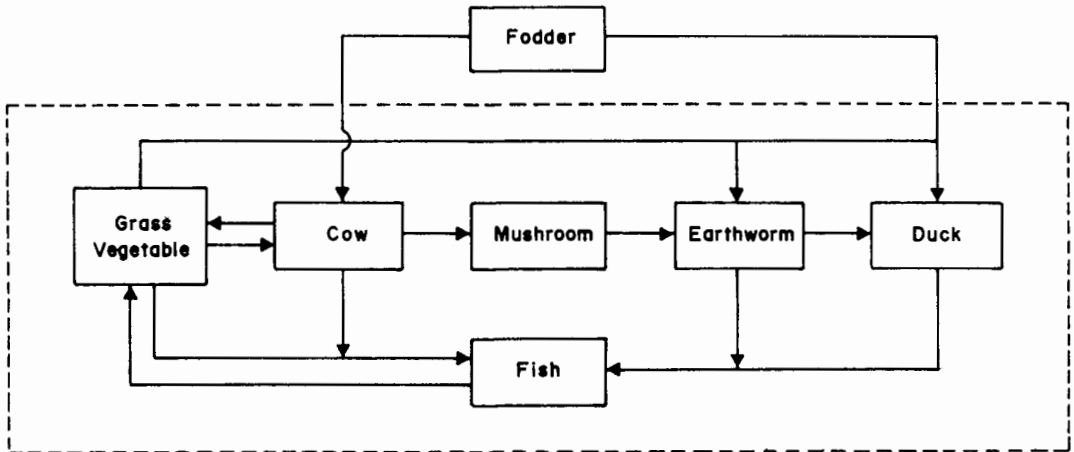 Fodder
Grass
Vegetable
Cow
Mushroom
Earthworm
Duck
Fish